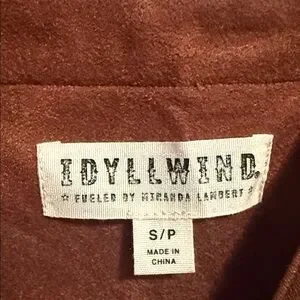 IDYLLWIND®
☆ FUELED BY MIRANDA LAMBERT ☆
S/P
MADE IN
CHINA